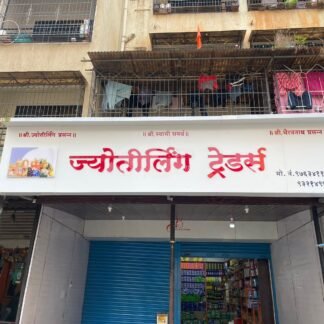 ॥ श्री.ज्योतीर्लिंग प्रसन्न ॥ ॥ श्री.स्वामी समर्थ ॥ ॥ श्री.भैरवनाथ प्रसन्न
ज्योतीर्लिंग ट्रेडर्स
मो. नं.